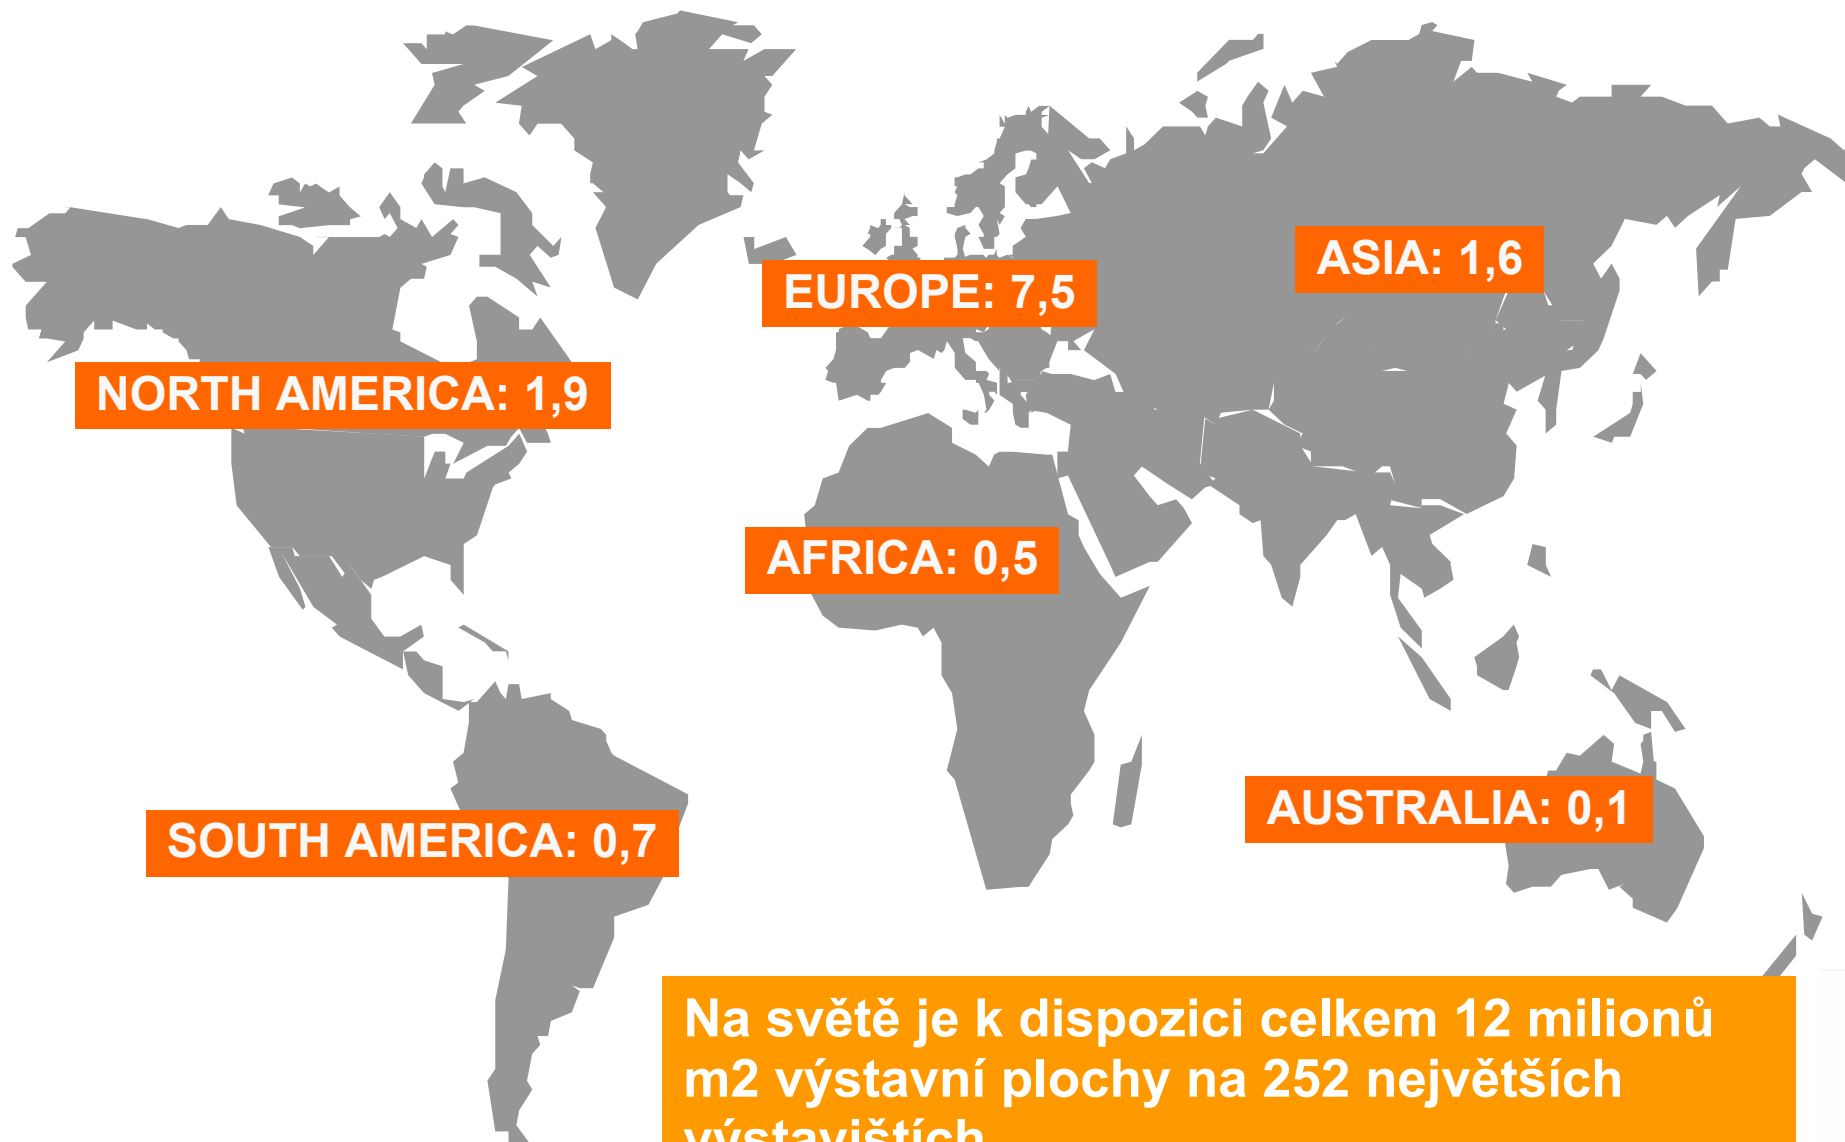 ASIA: 1,6
EUROPE: 7,5
NORTH AMERICA: 1,9
AFRICA: 0,5
AUSTRALIA: 0,1
SOUTH AMERICA: 0,7
Na světě je k dispozici celkem 12 milionů
m2 výstavní plochy na 252 největších
výstavištích